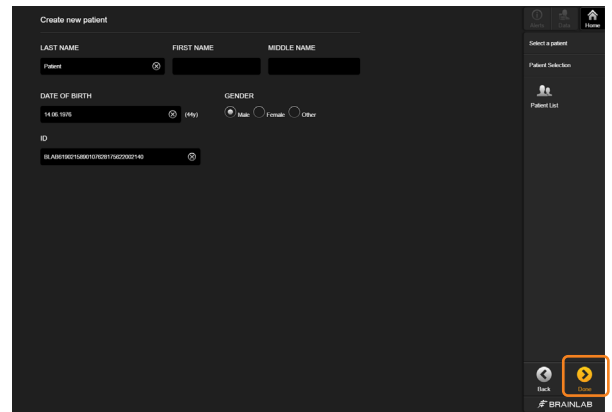 Create new patient
Alerts Data Home
LAST NAME FIRST NAME MIDDLE NAME
Select a patient
Patient
Patient Selection
DATE OF BIRTH GENDER
Patient List
14.06.1976 (44y) Male Female Other
ID
Back Done
BRAINLAB